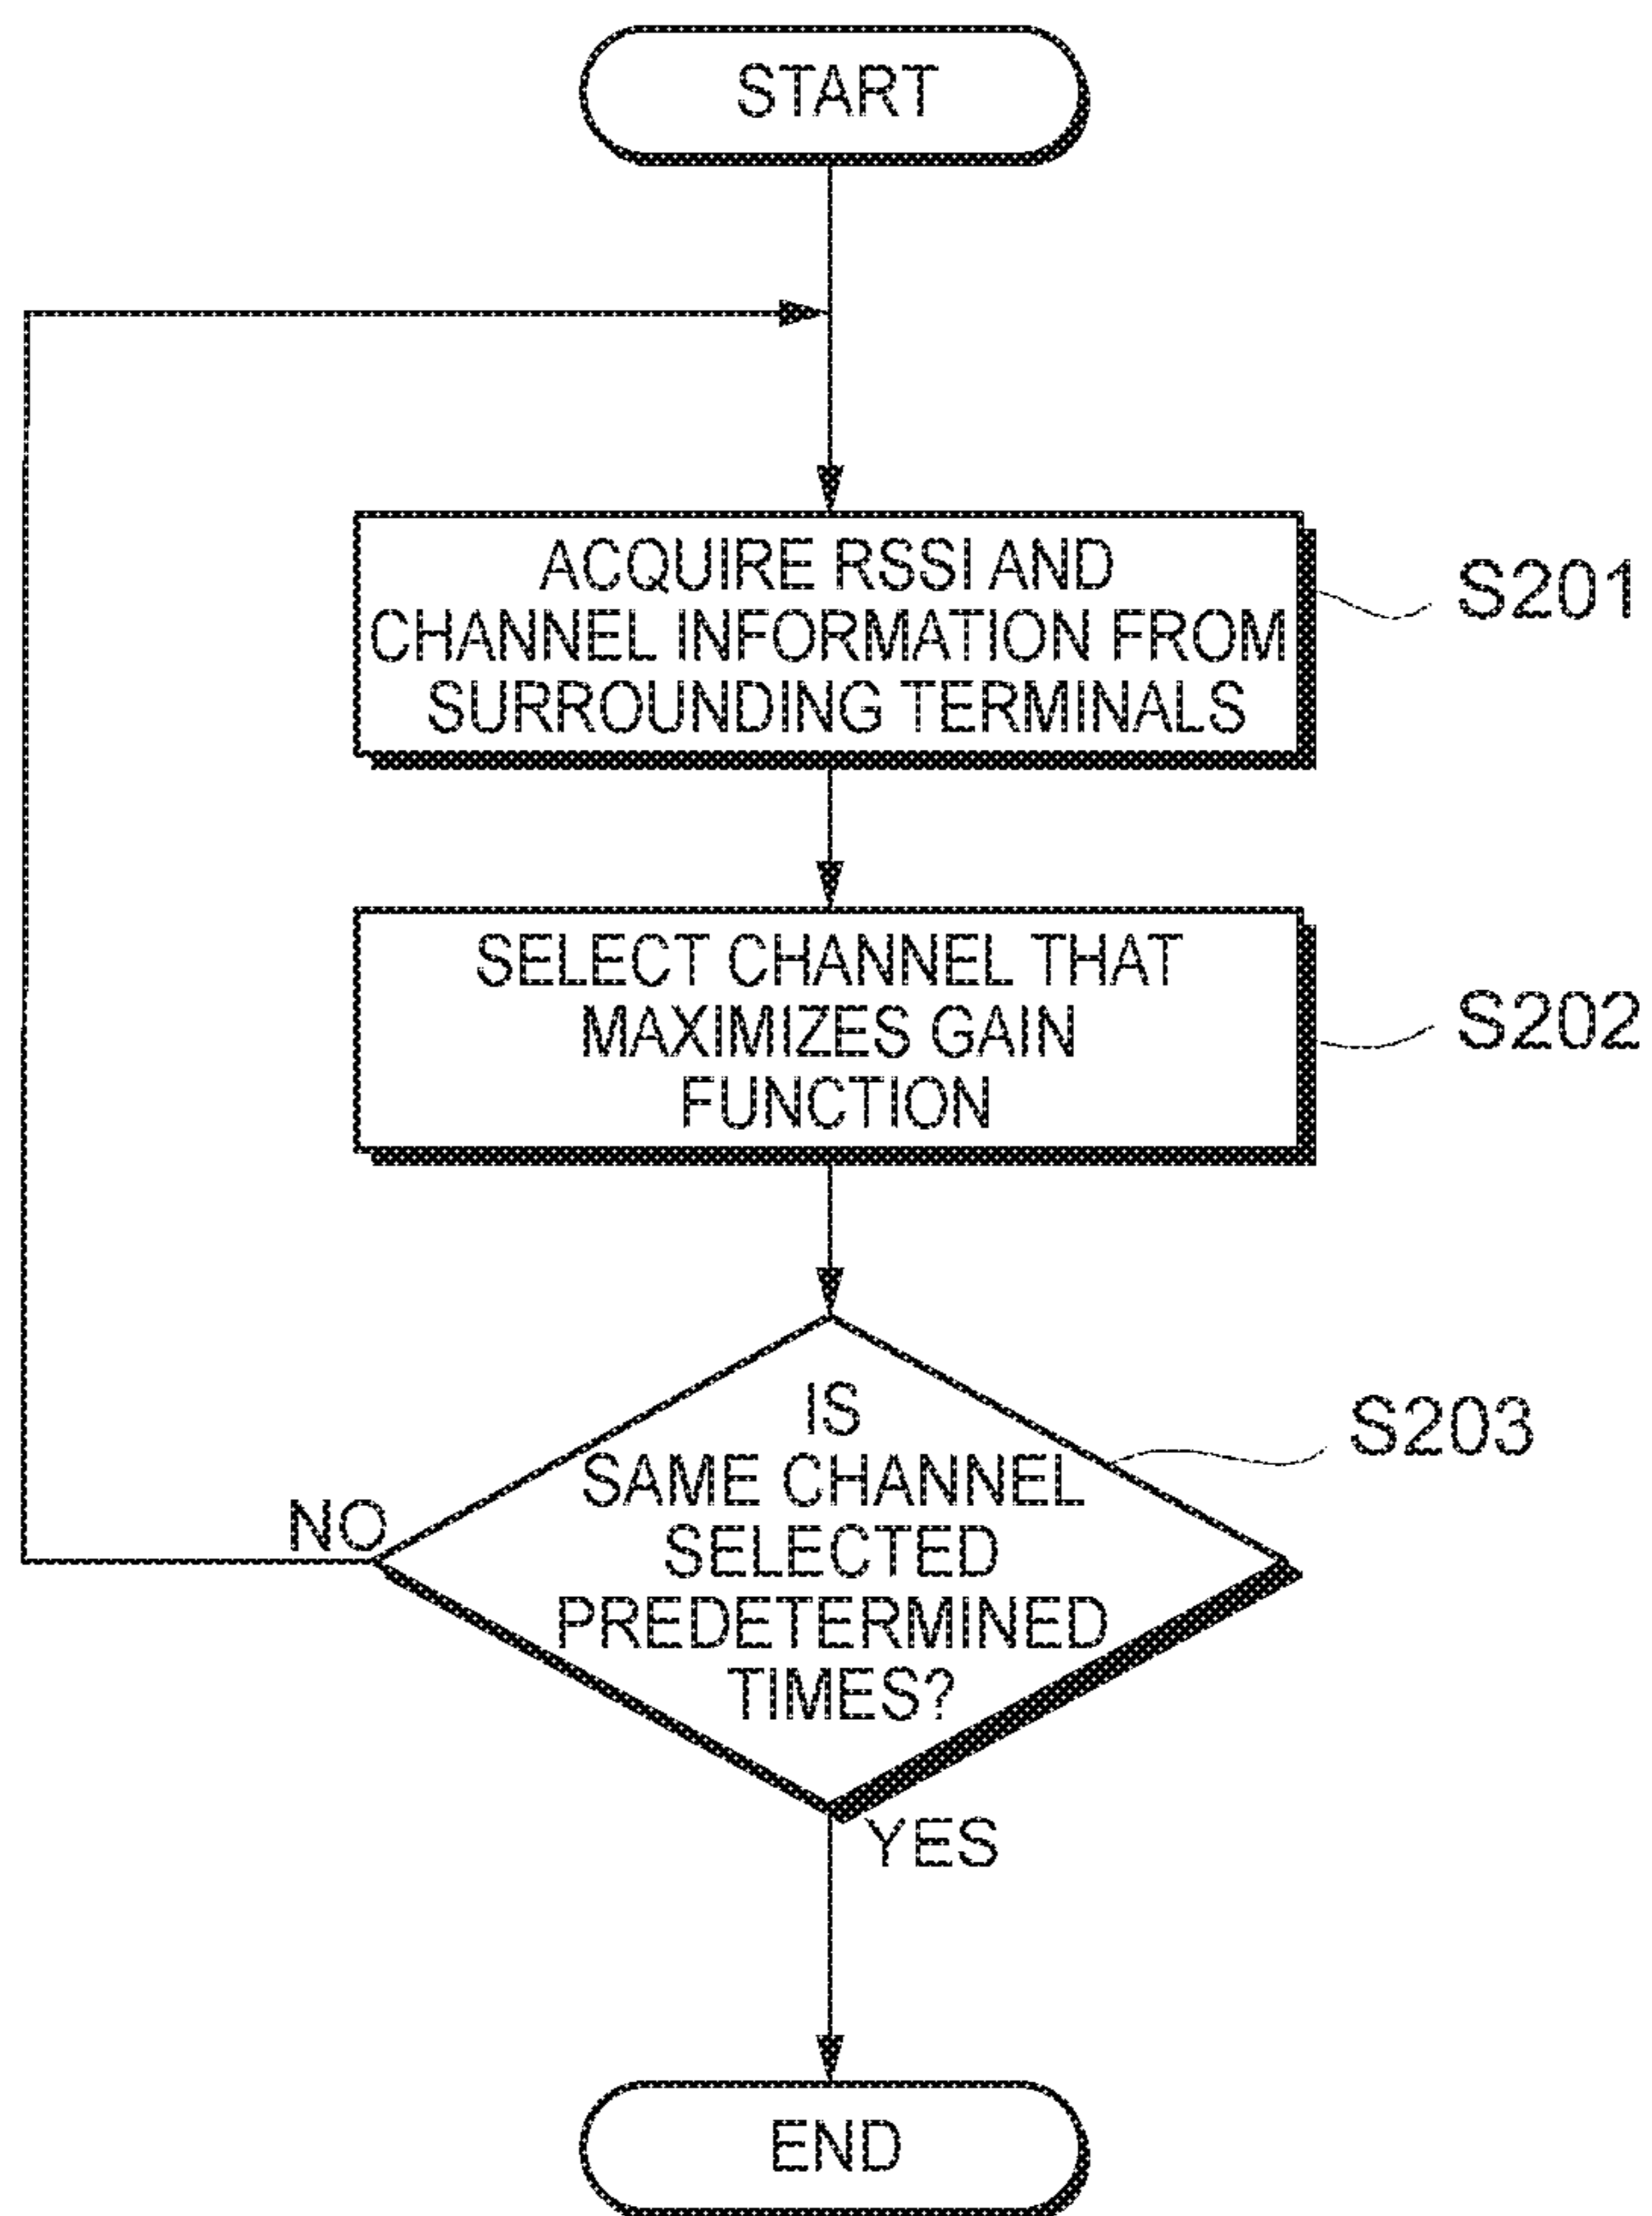 START
ACQUIRE RSSI AND
CHANNEL INFORMATION FROM
SURROUNDING TERMINALS
S201
SELECT CHANNEL THAT
MAXIMIZES GAIN
FUNCTION
S202
IS
SAME CHANNEL
SELECTED
PREDETERMINED
TIMES?
S203
NO
YES
END